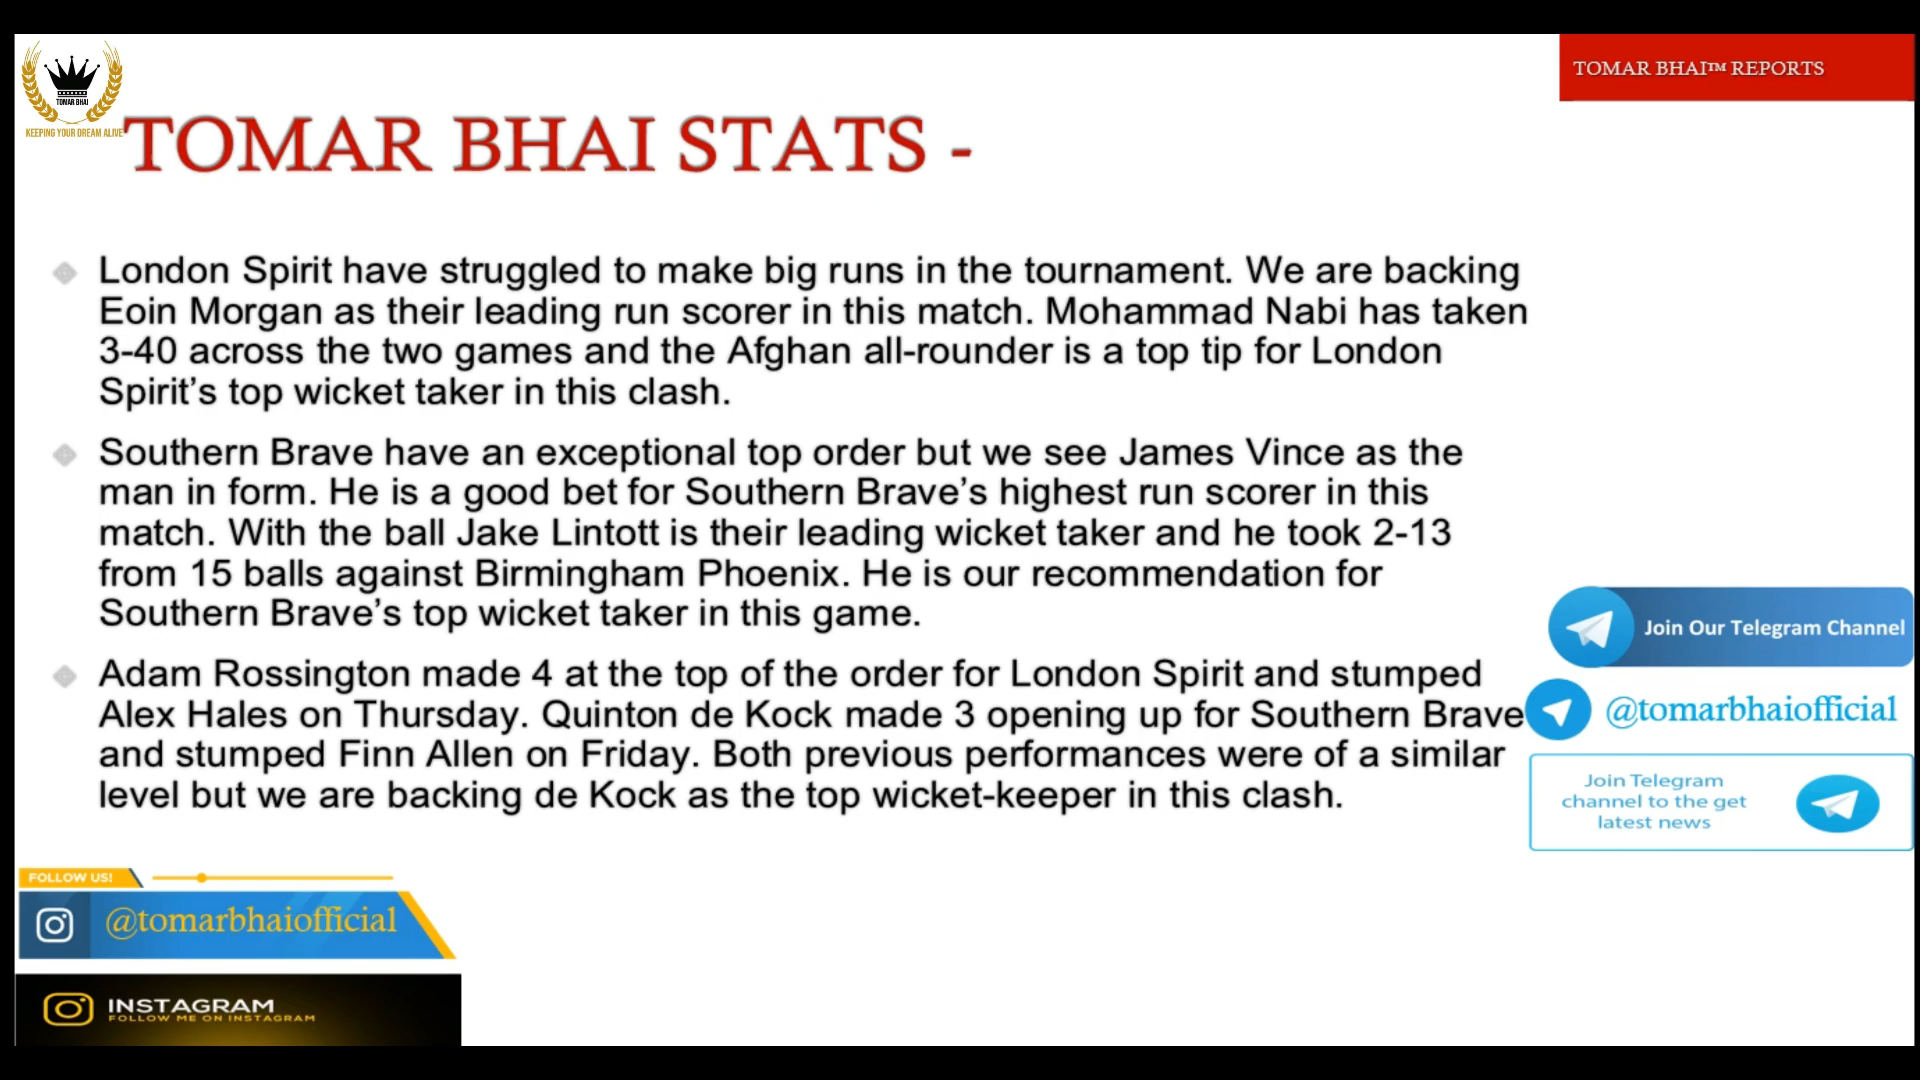 TOMAR BHAI
KEEPING YOUR DREAM ALIVE
TOMAR BHAI™ REPORTS
TOMAR BHAI STATS -
London Spirit have struggled to make big runs in the tournament. We are backing
Eoin Morgan as their leading run scorer in this match. Mohammad Nabi has taken
3-40 across the two games and the Afghan all-rounder is a top tip for London
Spirit’s top wicket taker in this clash.
Southern Brave have an exceptional top order but we see James Vince as the
man in form. He is a good bet for Southern Brave’s highest run scorer in this
match. With the ball Jake Lintott is their leading wicket taker and he took 2-13
from 15 balls against Birmingham Phoenix. He is our recommendation for
Southern Brave’s top wicket taker in this game.
Adam Rossington made 4 at the top of the order for London Spirit and stumped
Alex Hales on Thursday. Quinton de Kock made 3 opening up for Southern Brave
and stumped Finn Allen on Friday. Both previous performances were of a similar
level but we are backing de Kock as the top wicket-keeper in this clash.
Join Our Telegram Channel
@tomarbhaiofficial
Join Telegram
channel to the get
latest news
FOLLOW US!
@tomarbhaiofficial
INSTAGRAM
FOLLOW ME ON INSTAGRAM